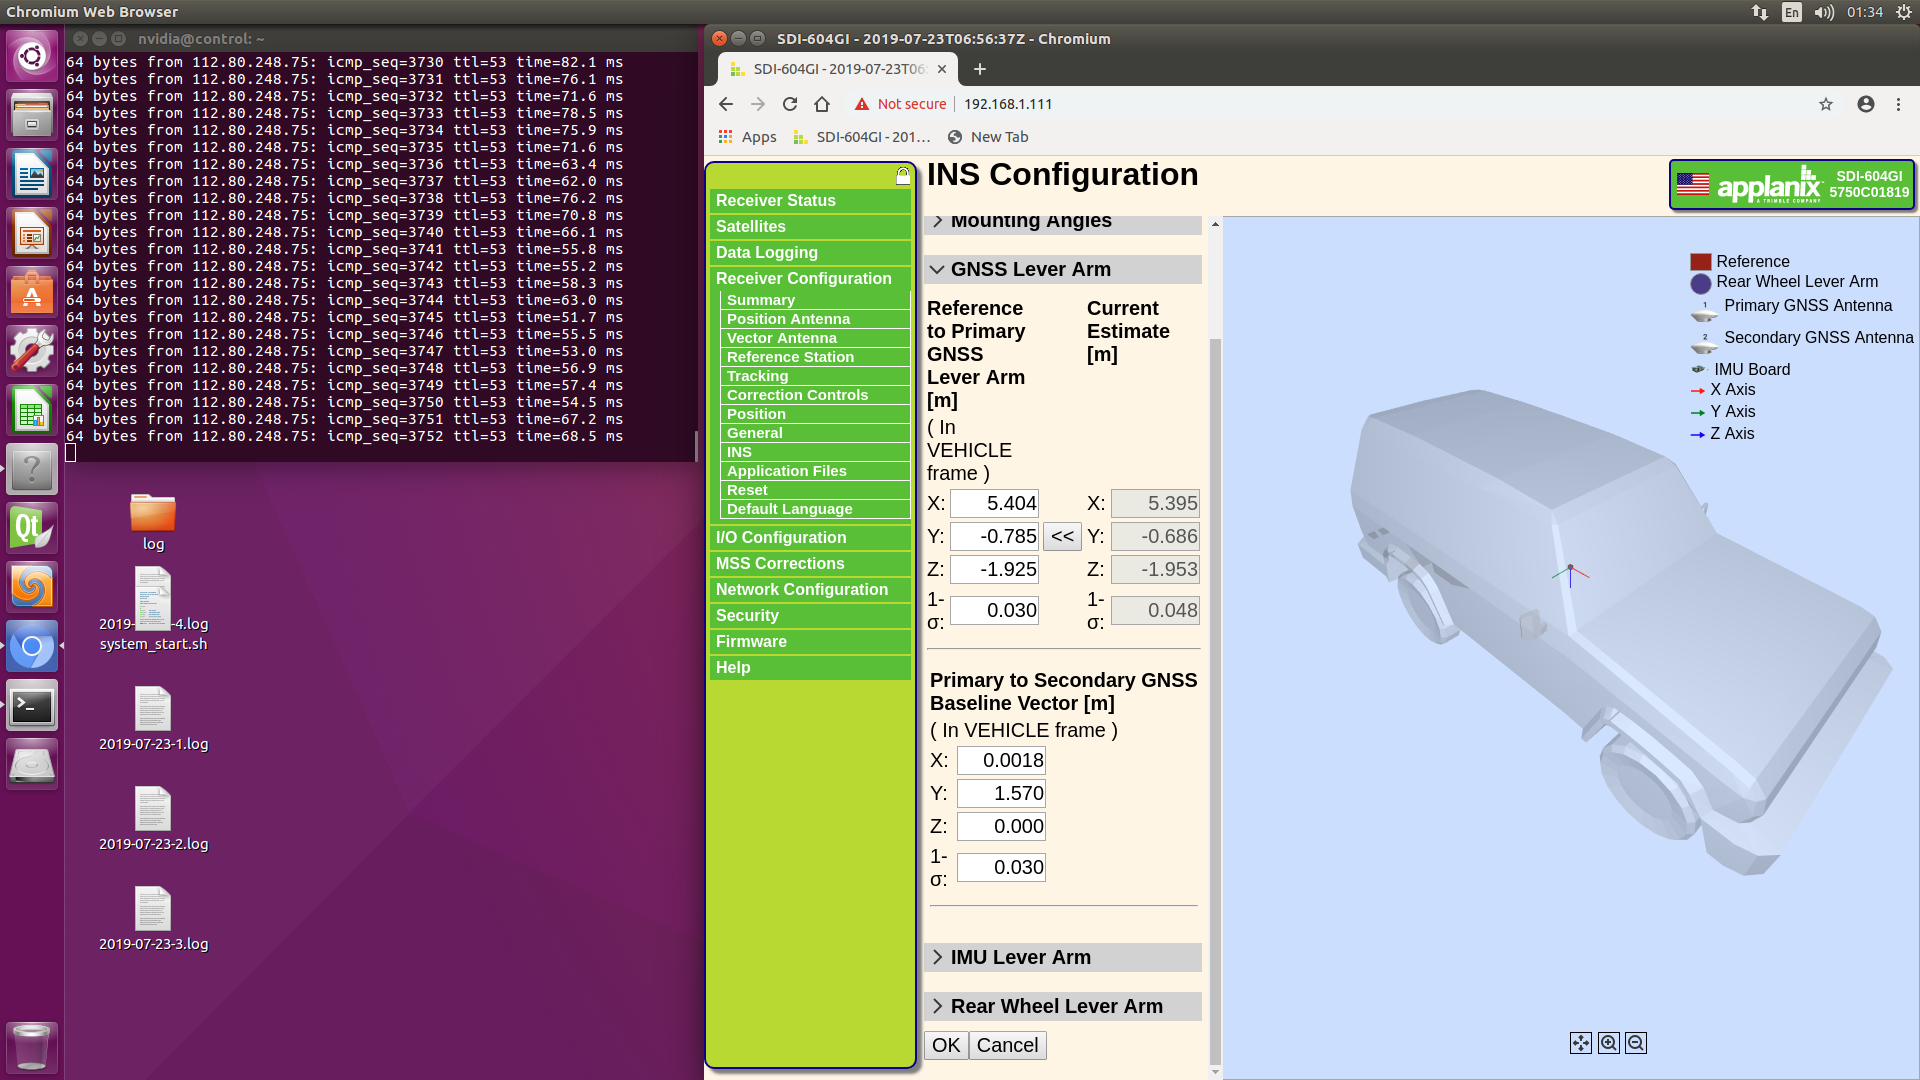 Chromium Web Browser
En
01:34
nvidia@control: ~
64 bytes from 112.80.248.75: icmp_seq=3730 ttl=53 time=82.1 ms
64 bytes from 112.80.248.75: icmp_seq=3731 ttl=53 time=76.1 ms
64 bytes from 112.80.248.75: icmp_seq=3732 ttl=53 time=71.6 ms
64 bytes from 112.80.248.75: icmp_seq=3733 ttl=53 time=78.5 ms
64 bytes from 112.80.248.75: icmp_seq=3734 ttl=53 time=75.9 ms
64 bytes from 112.80.248.75: icmp_seq=3735 ttl=53 time=71.6 ms
64 bytes from 112.80.248.75: icmp_seq=3736 ttl=53 time=63.4 ms
64 bytes from 112.80.248.75: icmp_seq=3737 ttl=53 time=62.0 ms
64 bytes from 112.80.248.75: icmp_seq=3738 ttl=53 time=76.2 ms
64 bytes from 112.80.248.75: icmp_seq=3739 ttl=53 time=70.8 ms
64 bytes from 112.80.248.75: icmp_seq=3740 ttl=53 time=66.1 ms
64 bytes from 112.80.248.75: icmp_seq=3741 ttl=53 time=55.8 ms
64 bytes from 112.80.248.75: icmp_seq=3742 ttl=53 time=55.2 ms
64 bytes from 112.80.248.75: icmp_seq=3743 ttl=53 time=58.3 ms
64 bytes from 112.80.248.75: icmp_seq=3744 ttl=53 time=63.0 ms
64 bytes from 112.80.248.75: icmp_seq=3745 ttl=53 time=51.7 ms
64 bytes from 112.80.248.75: icmp_seq=3746 ttl=53 time=55.5 ms
64 bytes from 112.80.248.75: icmp_seq=3747 ttl=53 time=53.0 ms
64 bytes from 112.80.248.75: icmp_seq=3748 ttl=53 time=56.9 ms
64 bytes from 112.80.248.75: icmp_seq=3749 ttl=53 time=57.4 ms
64 bytes from 112.80.248.75: icmp_seq=3750 ttl=53 time=54.5 ms
64 bytes from 112.80.248.75: icmp_seq=3751 ttl=53 time=67.2 ms
64 bytes from 112.80.248.75: icmp_seq=3752 ttl=53 time=68.5 ms
Qt
log
2019- -4.log
system_start.sh
2019-07-23-1.log
2019-07-23-2.log
2019-07-23-3.log
SDI-604GI - 2019-07-23T06:56:37Z - Chromium
SDI-604GI - 2019-07-23T06:
Not secure
192.168.1.111
Apps
SDI-604GI - 201...
New Tab
Receiver Status
Satellites
Data Logging
Receiver Configuration
Summary
Position Antenna
Vector Antenna
Reference Station
Tracking
Correction Controls
Position
General
INS
Application Files
Reset
Default Language
I/O Configuration
MSS Corrections
Network Configuration
Security
Firmware
Help
INS Configuration
applanix
A TRIMBLE COMPANY
SDI-604GI
5750C01819
Mounting Angles
GNSS Lever Arm
Reference
to Primary
GNSS
Lever Arm
[m]
( In
VEHICLE
frame )
Current
Estimate
[m]
X: 5.404 X: 5.395
Y: -0.785 << Y: -0.686
Z: -1.925 Z: -1.953
1-
σ: 0.030
1-
σ: 0.048
Primary to Secondary GNSS
Baseline Vector [m]
( In VEHICLE frame )
X: 0.0018
Y: 1.570
Z: 0.000
1-
σ: 0.030
IMU Lever Arm
Rear Wheel Lever Arm
OK Cancel
Reference
Rear Wheel Lever Arm
1 Primary GNSS Antenna
2 Secondary GNSS Antenna
IMU Board
X Axis
Y Axis
Z Axis